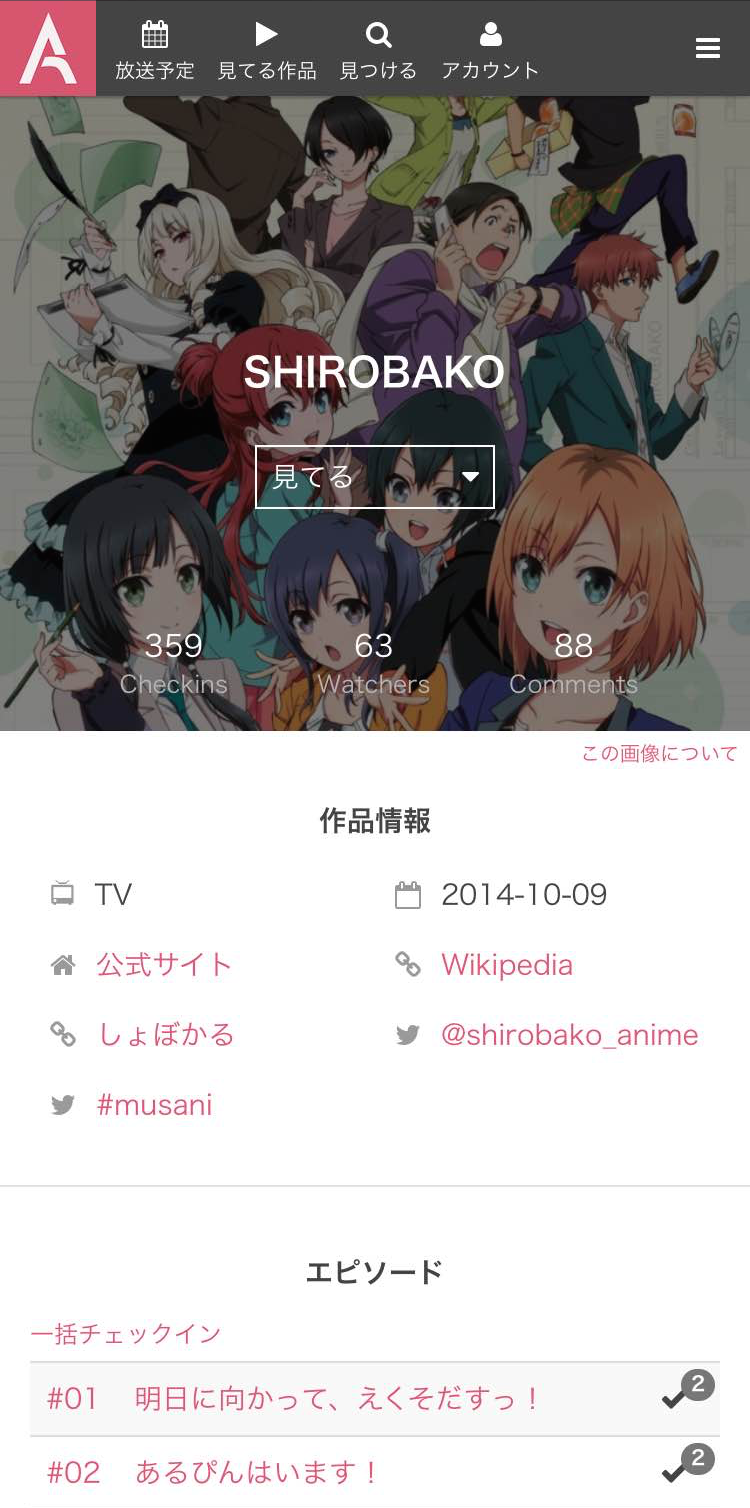 放送予定 見てる作品 見つける アカウント
SHIROBAKO
見てる
359 63 88
Checkins Watchers Comments
この画像について
作品情報
TV 2014-10-09
公式サイト Wikipedia
しょぼかる @shirobako_anime
#musani
エピソード
一括チェックイン
#01 明日に向かって、えくそだすっ！ 2
#02 あるぴんはいます！ 2